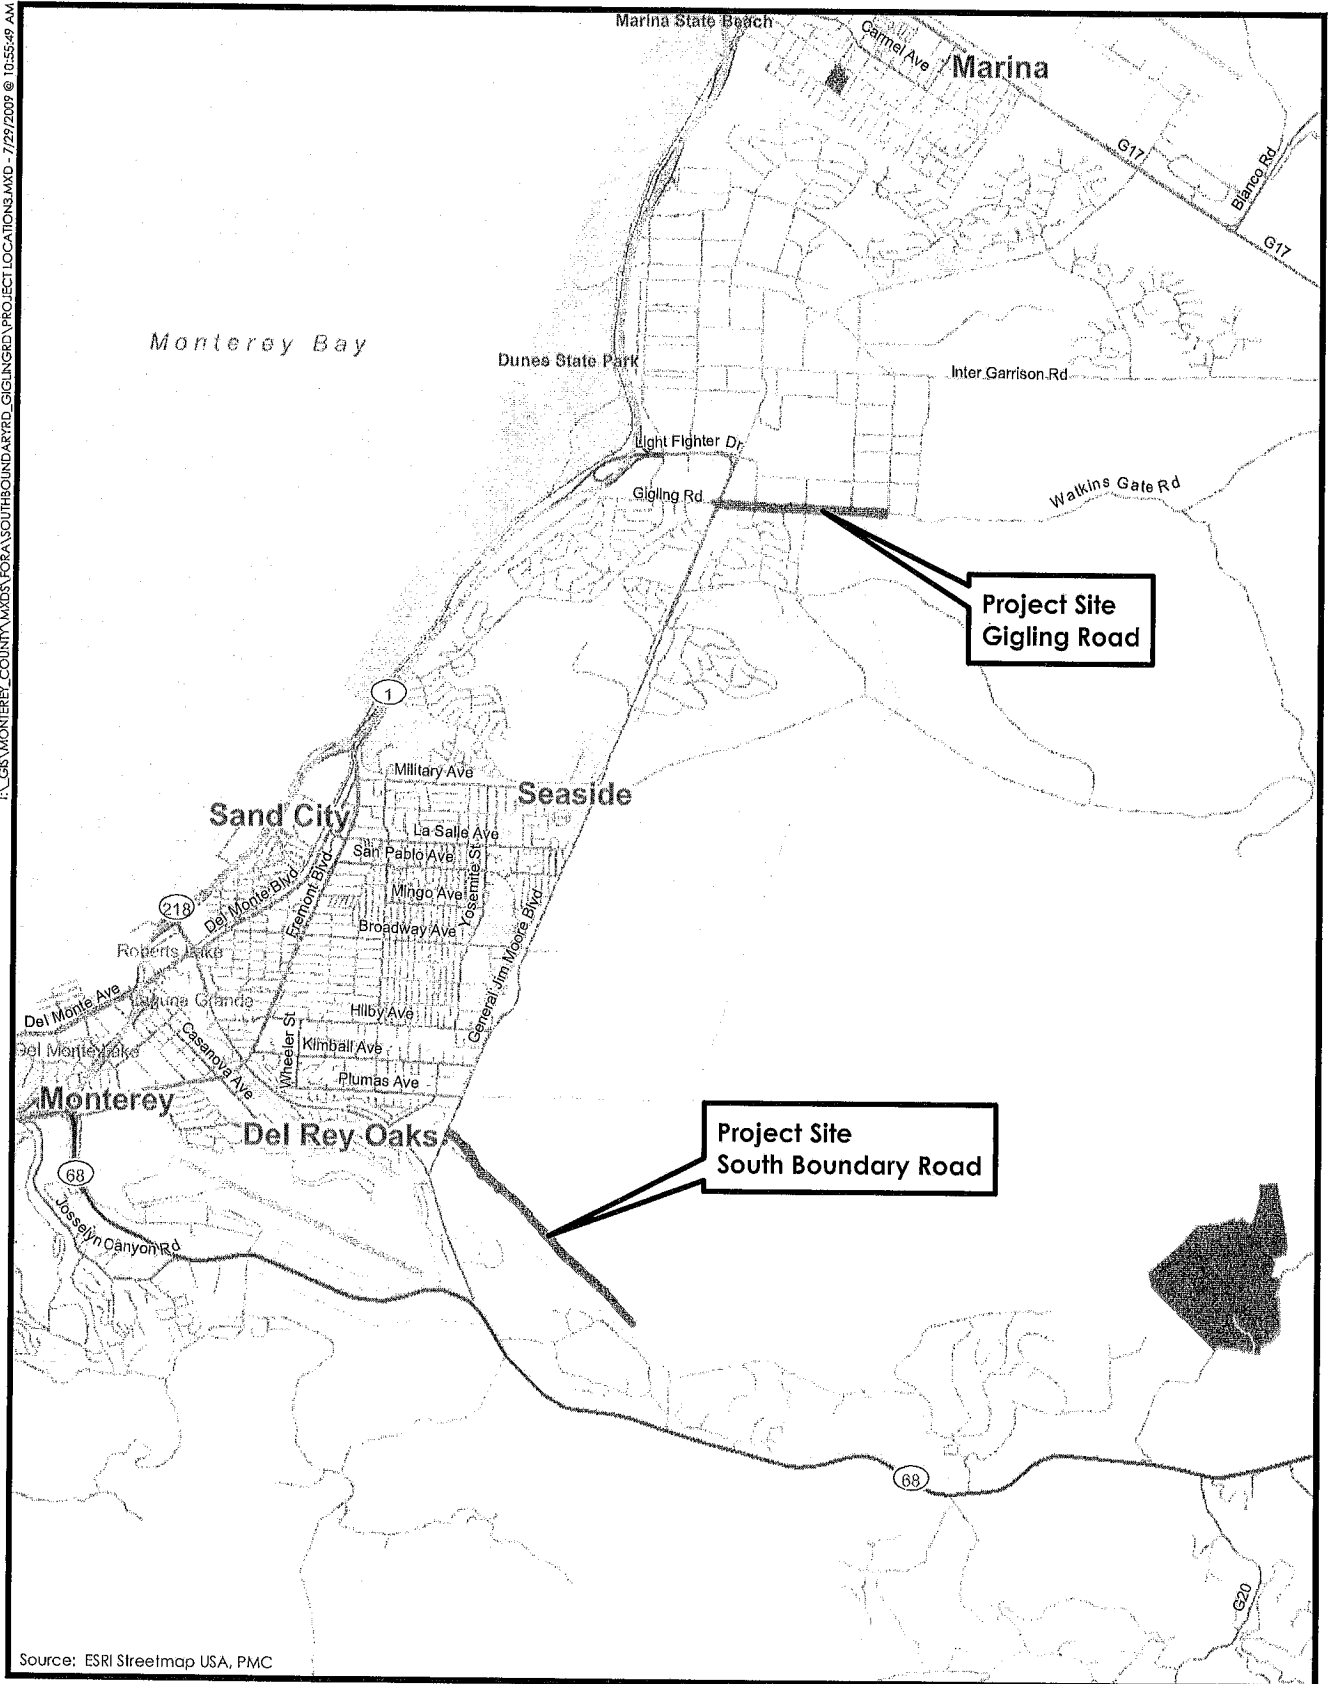 T:\_GIS\MONTEREY_COUNTY\MXDS\FORA\SOUTHBOUNDARYRD_GIGLINGRD\PROJECT LOCATION3.MXD - 7/29/2009 @ 10:55:49 AM
Marina State Beach
Carmel Ave
Marina
G17
Blanco Rd
G17
Monterey Bay
Dunes State Park
Inter Garrison Rd
Light Fighter Dr
Gigling Rd
Watkins Gate Rd
Project Site
Gigling Road
1
Military Ave
Seaside
Sand City
La Salle Ave
San Pablo Ave
Yosemite St
Mingo Ave
Del Monte Blvd
Fremont Blvd
218
Broadway Ave
General Jim Moore Blvd
Roberts Lake
Laguna Grande
Del Monte Ave
Hilby Ave
Casanova Ave
Wheeler St
Kimball Ave
Del Monte Lake
Plumas Ave
Monterey
Del Rey Oaks
Project Site
South Boundary Road
68
Josselyn Canyon Rd
68
G20
Source: ESRI Streetmap USA, PMC